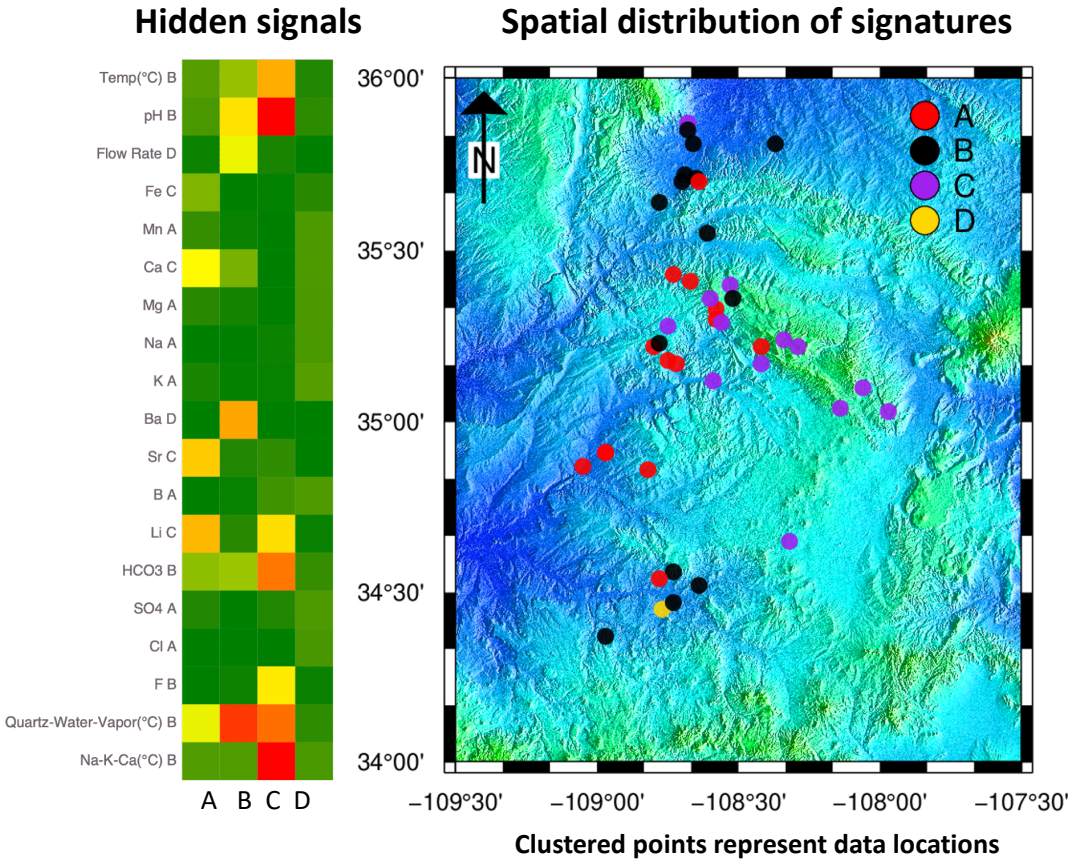 Hidden signals
Spatial distribution of signatures
Temp(°C) B
pH B
Flow Rate D
Fe C
Mn A
Ca C
Mg A
Na A
K A
Ba D
Sr C
B A
Li C
HCO3 B
SO4 A
Cl A
F B
Quartz-Water-Vapor(°C) B
Na-K-Ca(°C) B
A B C D
36°00'
35°30'
35°00'
34°30'
34°00'
N
A
B
C
D
−109°30' −109°00' −108°30' −108°00' −107°30'
Clustered points represent data locations